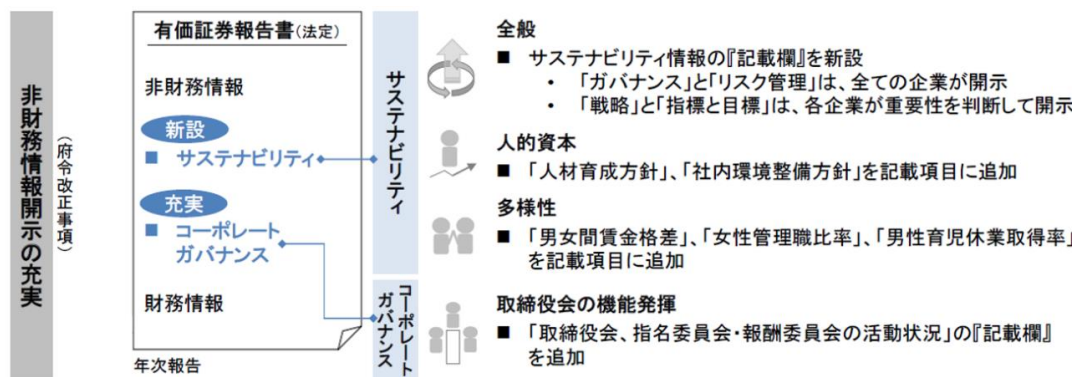 非財務情報開示の充実
（府令改正事項）
有価証券報告書（法定）
非財務情報
新設
■ サステナビリティ
充実
■ コーポレート
ガバナンス
財務情報
年次報告
サステナビリティ
コーポレート
ガバナンス
全般
■ サステナビリティ情報の『記載欄』を新設
・ 「ガバナンス」と「リスク管理」は、全ての企業が開示
・ 「戦略」と「指標と目標」は、各企業が重要性を判断して開示
人的資本
■ 「人材育成方針」、「社内環境整備方針」を記載項目に追加
多様性
■ 「男女間賃金格差」、「女性管理職比率」、「男性育児休業取得率」
を記載項目に追加
取締役会の機能発揮
■ 「取締役会、指名委員会・報酬委員会の活動状況」の『記載欄』
を追加